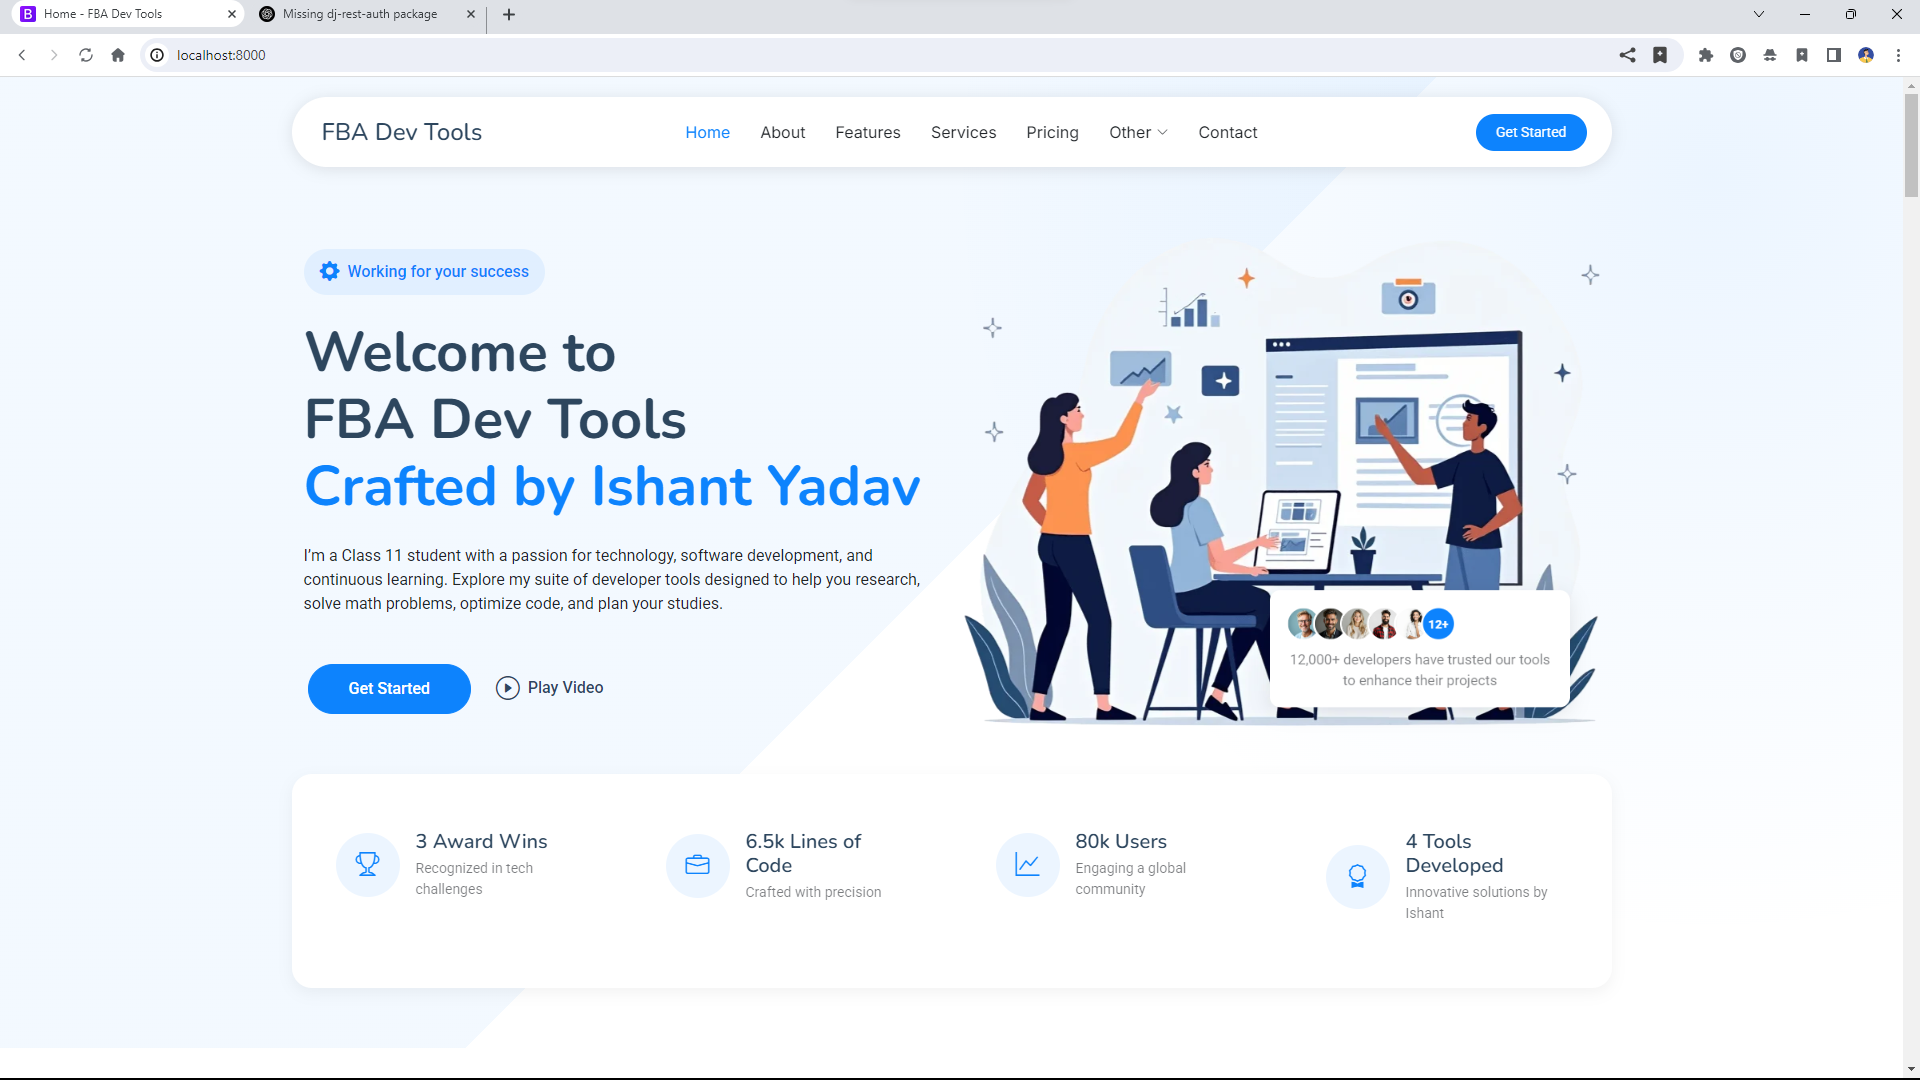 Home - FBA Dev Tools
Missing dj-rest-auth package
localhost:8000
FBA Dev Tools
Home
About
Features
Services
Pricing
Other
Contact
Get Started
Working for your success
Welcome to
FBA Dev Tools
Crafted by Ishant Yadav
I'm a Class 11 student with a passion for technology, software development, and
continuous learning. Explore my suite of developer tools designed to help you research,
solve math problems, optimize code, and plan your studies.
Get Started
Play Video
12+
12,000+ developers have trusted our tools
to enhance their projects
3 Award Wins
Recognized in tech
challenges
6.5k Lines of
Code
Crafted with precision
80k Users
Engaging a global
community
4 Tools
Developed
Innovative solutions by
Ishant